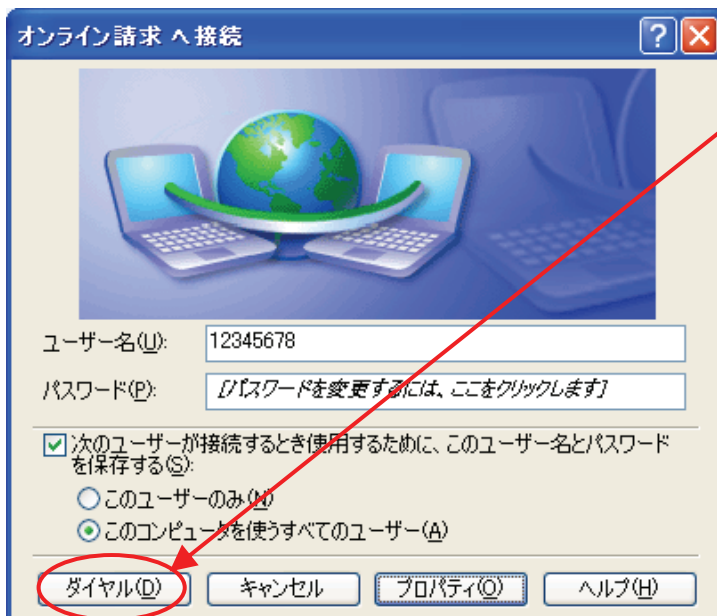 オンライン請求 へ接続
ユーザー名(U):
12345678
パスワード(P):
[パスワードを変更するには、ここをクリックします]
次のユーザーが接続するとき使用するために、このユーザー名とパスワード
を保存する(S):
このユーザーのみ(N)
このコンピュータを使うすべてのユーザー(A)
ダイヤル(D)
キャンセル
プロパティ(O)
ヘルプ(H)